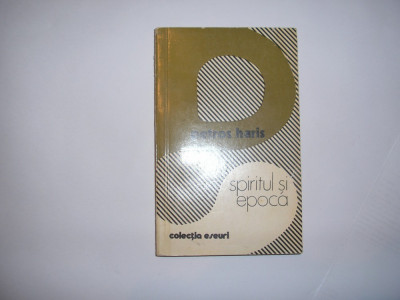 petros haris
spiritul și
epoca
colecția eseuri